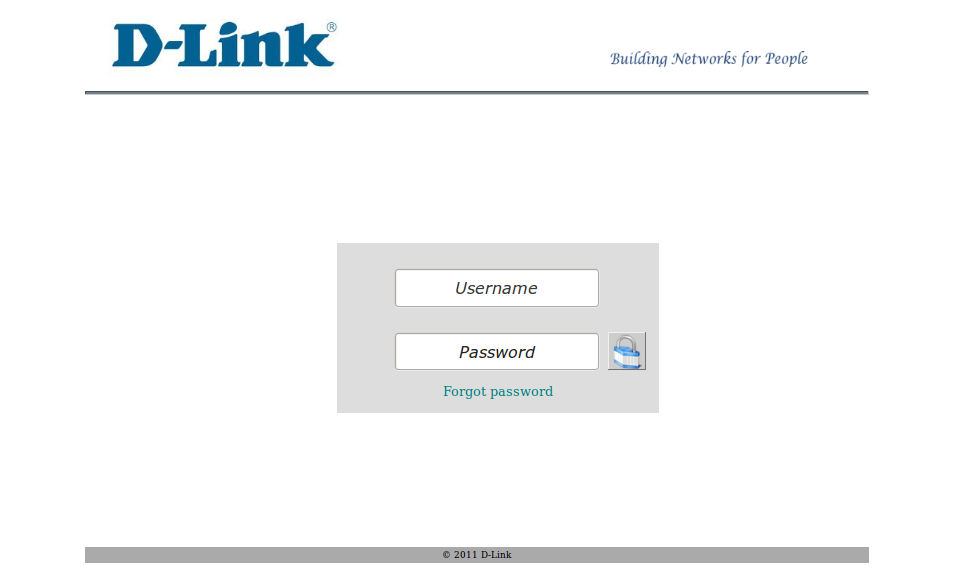 D-Link®
Building Networks for People
Username
Password
Forgot password
© 2011 D-Link